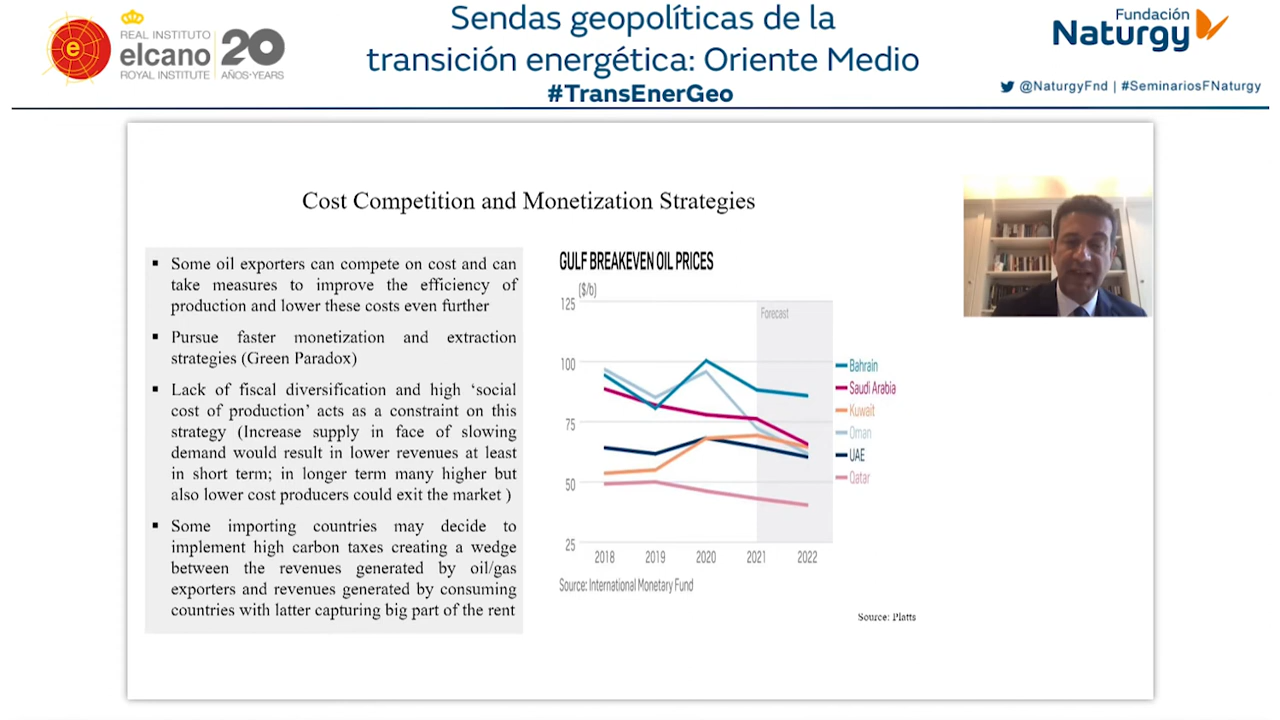 REAL INSTITUTO
elcano
ROYAL INSTITUTE
20
AÑOS·YEARS
Sendas geopolíticas de la
transición energética: Oriente Medio
#TransEnerGeo
Fundación
Naturgy
@NaturgyFnd | #SeminariosFNaturgy
Cost Competition and Monetization Strategies
▪ Some oil exporters can compete on cost and can
take measures to improve the efficiency of
production and lower these costs even further
▪ Pursue faster monetization and extraction
strategies (Green Paradox)
▪ Lack of fiscal diversification and high ‘social
cost of production’ acts as a constraint on this
strategy (Increase supply in face of slowing
demand would result in lower revenues at least
in short term; in longer term many higher but
also lower cost producers could exit the market )
▪ Some importing countries may decide to
implement high carbon taxes creating a wedge
between the revenues generated by oil/gas
exporters and revenues generated by consuming
countries with latter capturing big part of the rent
GULF BREAKEVEN OIL PRICES
($/b)
125
100
75
50
25
Forecast
2018 2019 2020 2021 2022
Bahrain
Saudi Arabia
Kuwait
Oman
UAE
Qatar
Source: International Monetary Fund
Source: Platts